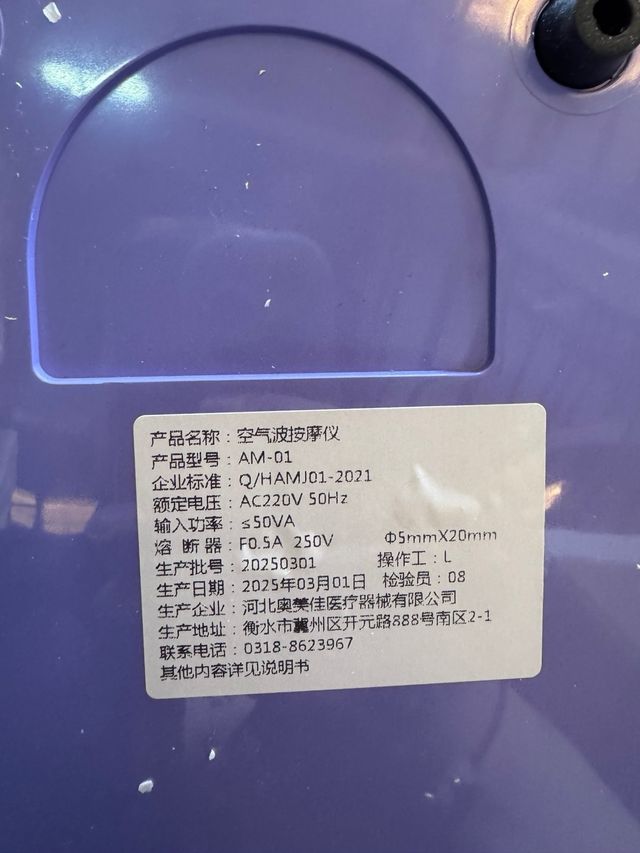 产品名称：空气波按摩仪
产品型号：AM-01
企业标准：Q/HAMJ01-2021
额定电压：AC220V 50Hz
输入功率：≤50VA
熔 断 器：F0.5A 250V Φ5mmX20mm
生产批号：20250301 操作工：L
生产日期：2025年03月01日 检验员：08
生产企业：河北奥美佳医疗器械有限公司
生产地址：衡水市冀州区开元路888号南区2-1
联系电话：0318-8623967
其他内容详见说明书